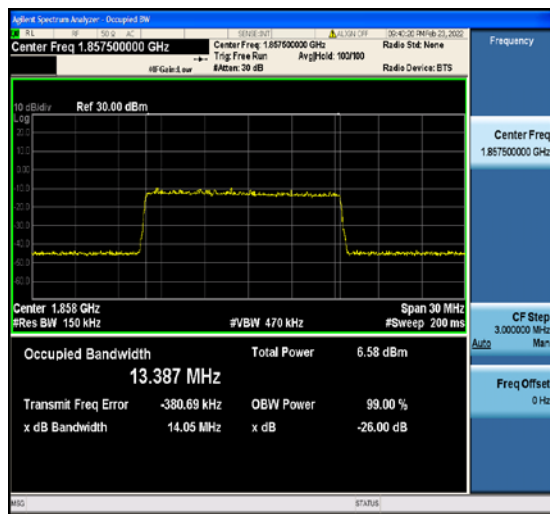 Agilent Spectrum Analyzer - Occupied BW
RL RF 50 Ω AC SENSE:INT ALIGN OFF 09:40:20 PM Feb 23, 2022
Center Freq 1.857500000 GHz
Center Freq: 1.857500000 GHz
Radio Std: None
Trig: Free Run Avg|Hold: 100/100
#IFGain:Low #Atten: 30 dB Radio Device: BTS
Frequency
10 dB/div Ref 30.00 dBm
Log
20.0
10.0
0.00
-10.0
-20.0
-30.0
-40.0
-50.0
-60.0
Center Freq
1.857500000 GHz
Center 1.858 GHz Span 30 MHz
#Res BW 150 kHz #VBW 470 kHz #Sweep 200 ms
CF Step
3.000000 MHz
Auto Man
Occupied Bandwidth Total Power 6.58 dBm
13.387 MHz
Transmit Freq Error -380.69 kHz OBW Power 99.00 %
x dB Bandwidth 14.05 MHz x dB -26.00 dB
Freq Offset
0 Hz
MSG STATUS